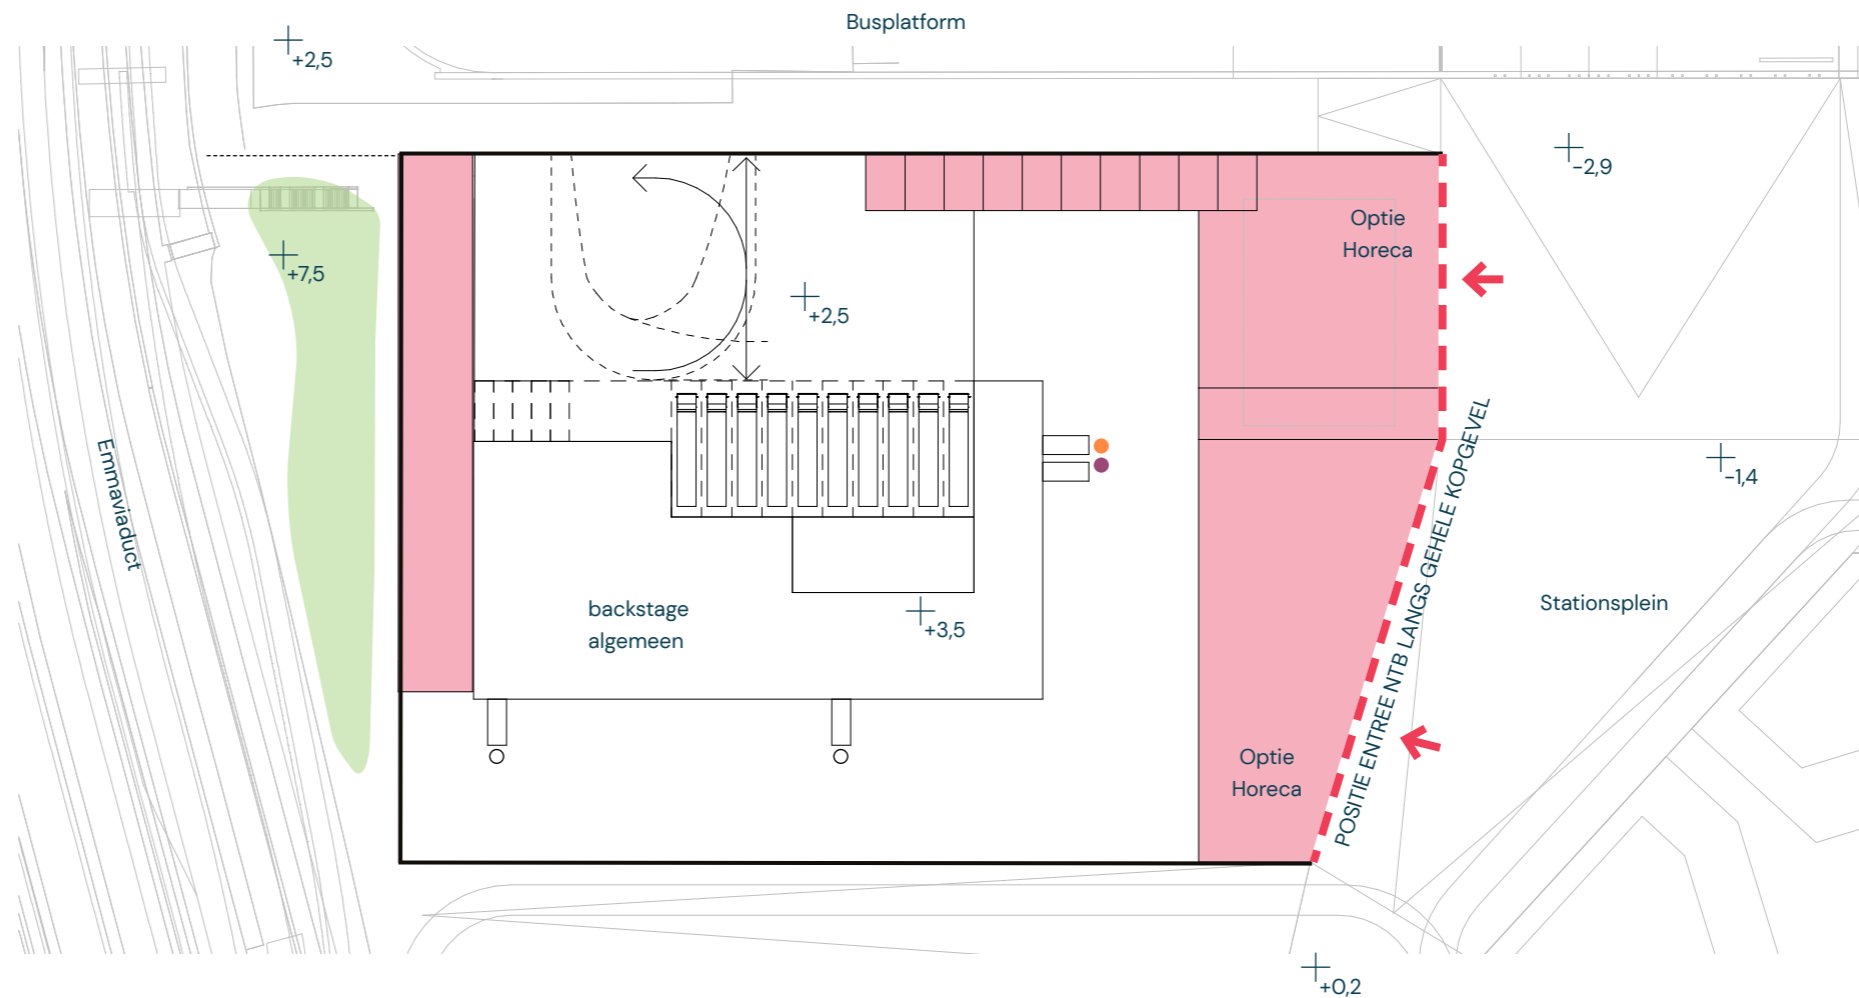 Busplatform
+2,5
-2,9
Optie
Horeca
+7,5
+2,5
-1,4
Emmaviaduct
POSITIE ENTREE NTB LANGS GEHELE KOPGEVEL
Stationsplein
backstage
algemeen
+3,5
Optie
Horeca
+0,2